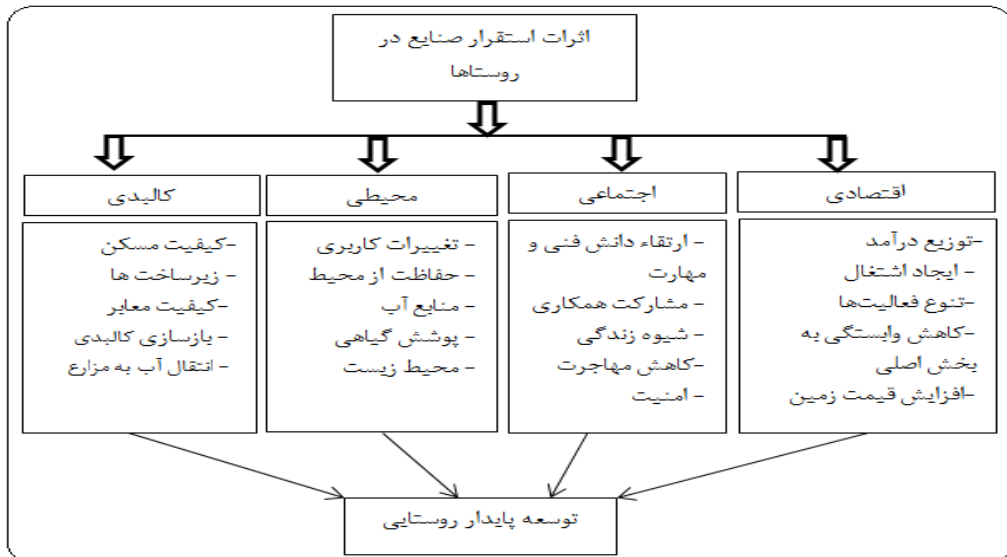 اثرات استقرار صنایع در
روستاها
اقتصادی
-توزیع درآمد
- ایجاد اشتغال
-تنوع فعالیت‌ها
-کاهش وابستگی به
بخش اصلی
-افزایش قیمت زمین
اجتماعی
- ارتقاء دانش فنی و
مهارت
- مشارکت همکاری
- شیوه زندگی
-کاهش مهاجرت
- امنیت
محیطی
- تغییرات کاربری
- حفاظت از محیط
- منابع آب
- پوشش گیاهی
- محیط زیست
کالبدی
-کیفیت مسکن
- زیرساخت ها
-کیفیت معابر
- بازسازی کالبدی
- انتقال آب به مزارع
توسعه پایدار روستایی